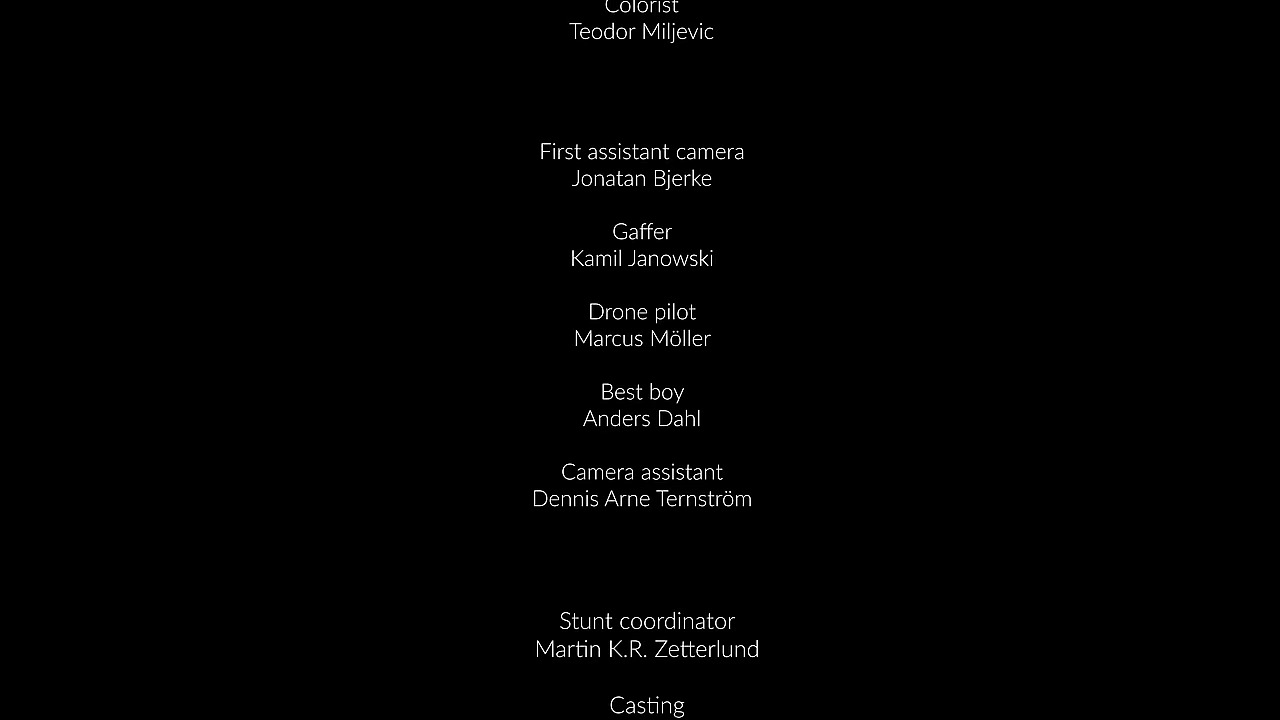 Colorist
Teodor Miljevic
First assistant camera
Jonatan Bjerke
Gaffer
Kamil Janowski
Drone pilot
Marcus Möller
Best boy
Anders Dahl
Camera assistant
Dennis Arne Ternström
Stunt coordinator
Martin K.R. Zetterlund
Casting